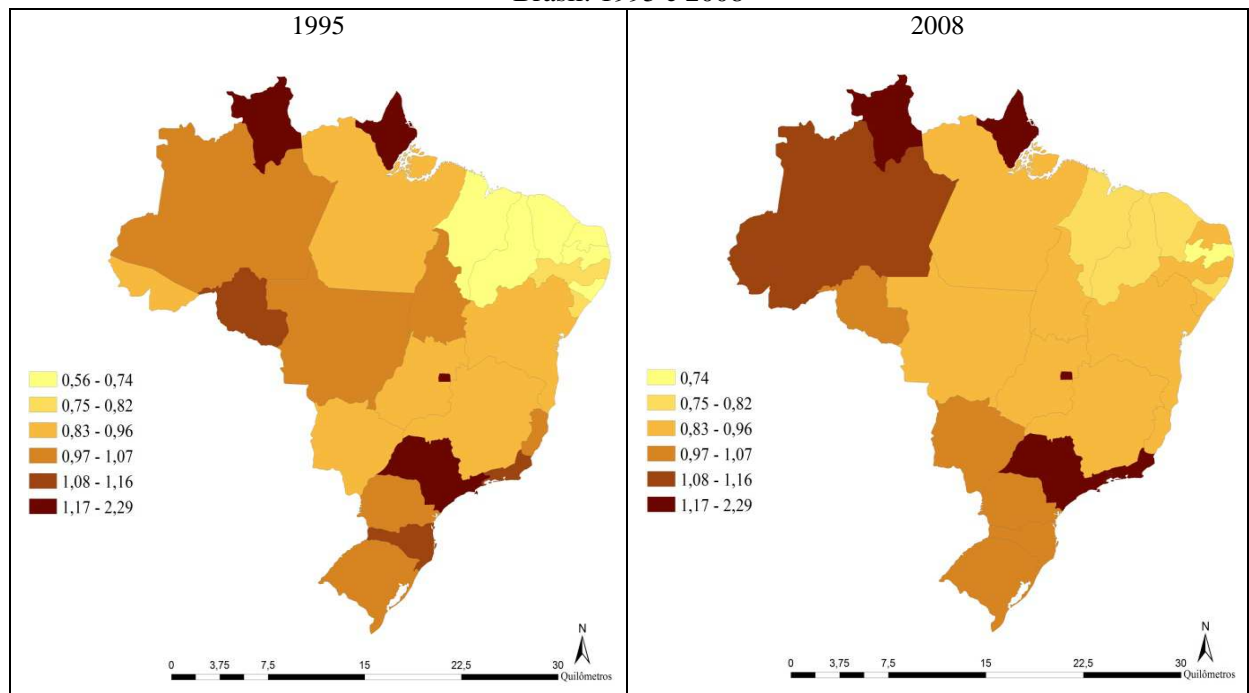 Brasil: 1995 e 2008
1995
2008
0,56 - 0,74
0,75 - 0,82
0,83 - 0,96
0,97 - 1,07
1,08 - 1,16
1,17 - 2,29
0,74
0,75 - 0,82
0,83 - 0,96
0,97 - 1,07
1,08 - 1,16
1,17 - 2,29
N
0 3,75 7,5 15 22,5 30
Quilômetros
N
0 3,75 7,5 15 22,5 30
Quilômetros